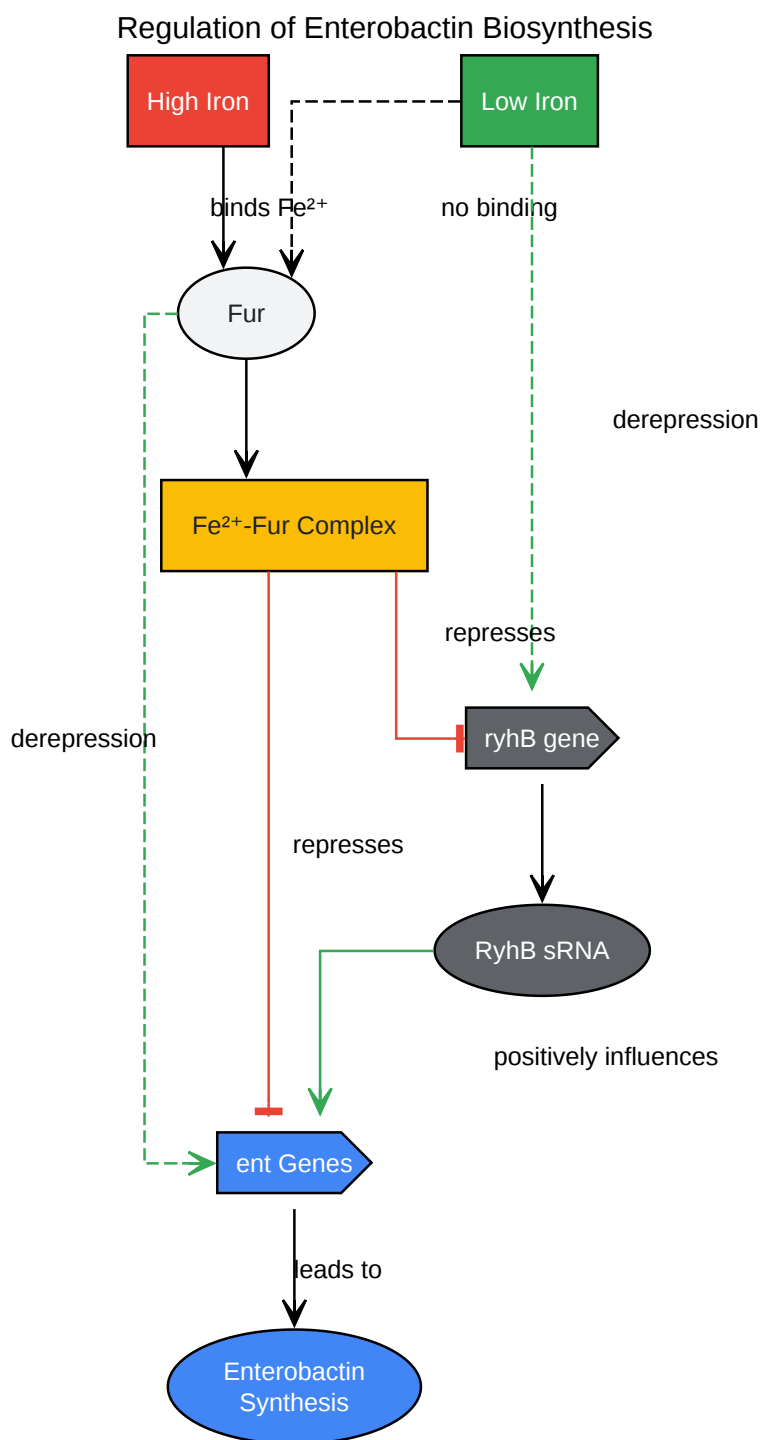 Regulation of Enterobactin Biosynthesis
High Iron
Low Iron
binds Fe²⁺
no binding
Fur
derepression
Fe²⁺-Fur Complex
represses
ryhB gene
derepression
represses
RyhB sRNA
positively influences
ent Genes
leads to
Enterobactin
Synthesis